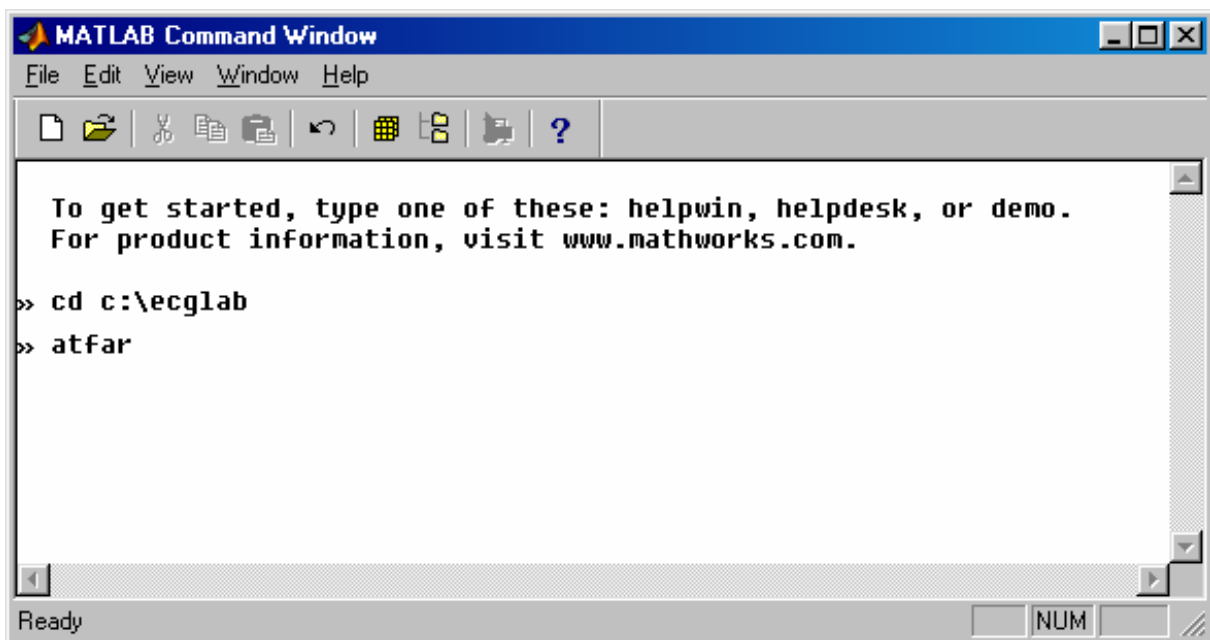 MATLAB Command Window
File Edit View Window Help
?
To get started, type one of these: helpwin, helpdesk, or demo.
For product information, visit www.mathworks.com.
» cd c:\ecglab
» atfar
Ready NUM